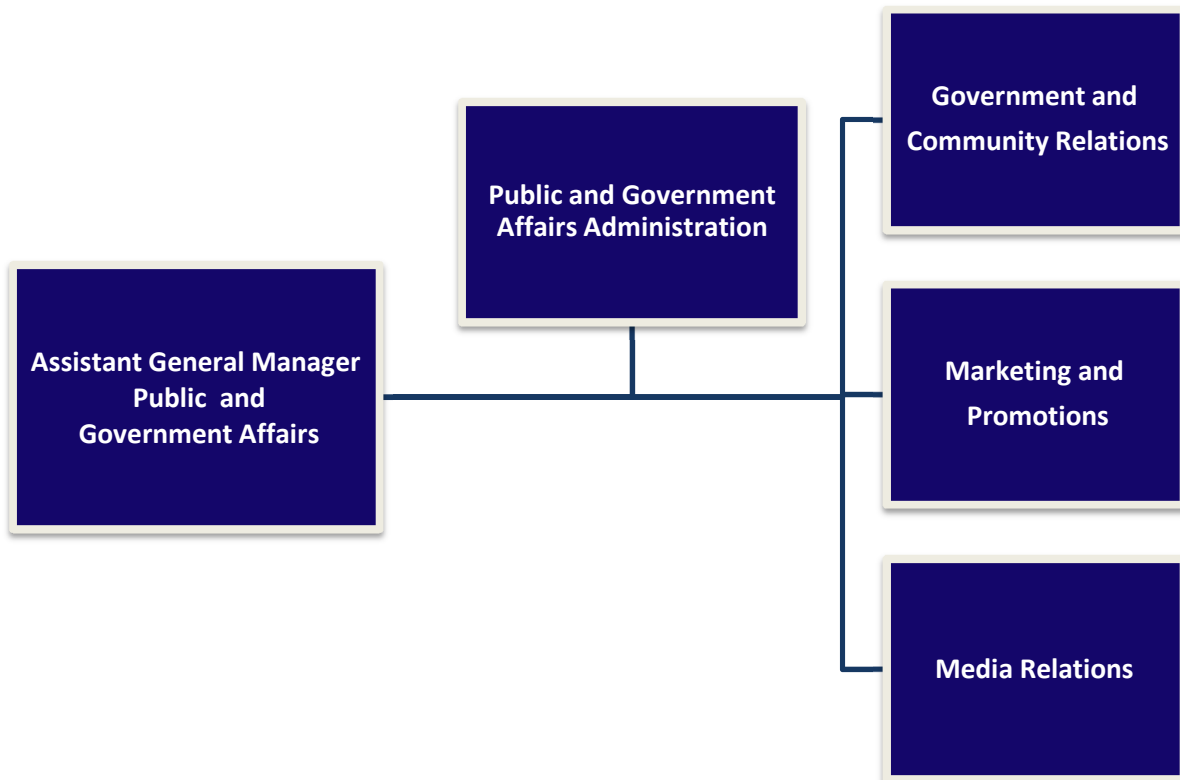 Assistant General Manager
Public and
Government Affairs
Public and Government
Affairs Administration
Government and
Community Relations
Marketing and
Promotions
Media Relations